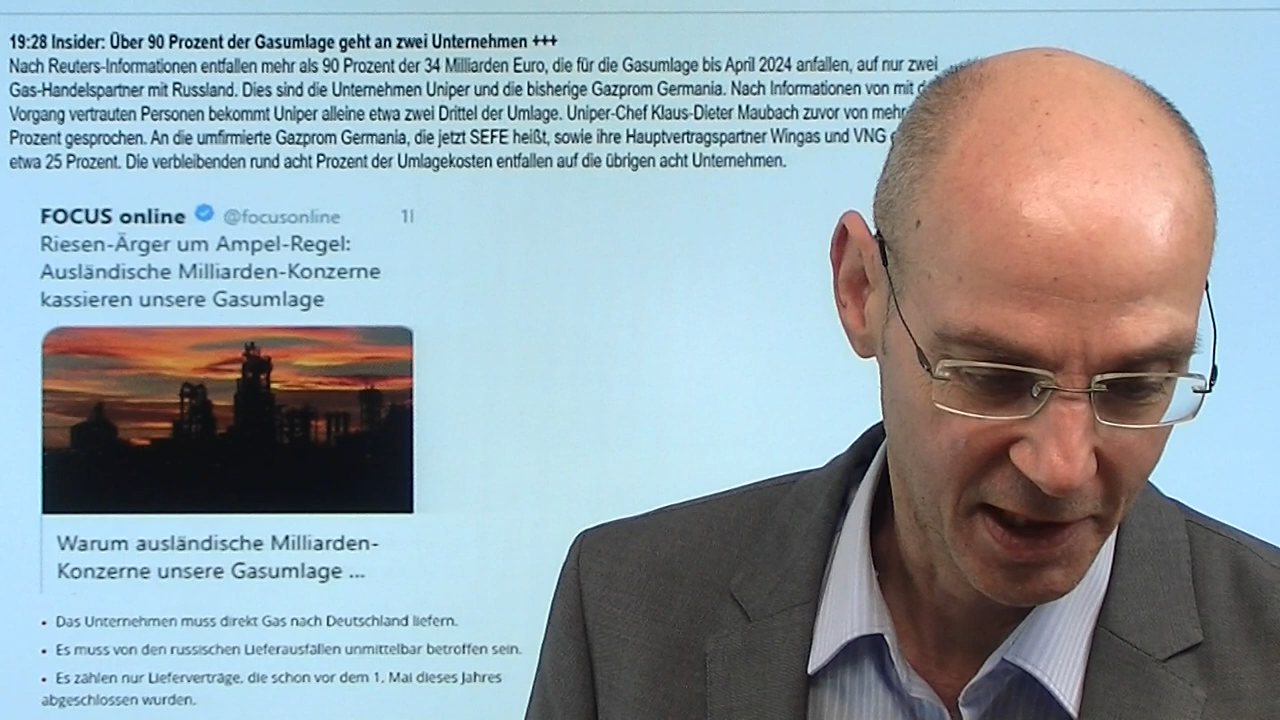 19:28 Insider: Über 90 Prozent der Gasumlage geht an zwei Unternehmen +++
Nach Reuters-Informationen entfallen mehr als 90 Prozent der 34 Milliarden Euro, die für die Gasumlage bis April 2024 anfallen, auf nur zwei
Gas-Handelspartner mit Russland. Dies sind die Unternehmen Uniper und die bisherige Gazprom Germania. Nach Informationen von mit
Vorgang vertrauten Personen bekommt Uniper alleine etwa zwei Drittel der Umlage. Uniper-Chef Klaus-Dieter Maubach zuvor von mehr
Prozent gesprochen. An die umfirmierte Gazprom Germania, die jetzt SEFE heißt, sowie ihre Hauptvertragspartner Wingas und VNG
etwa 25 Prozent. Die verbleibenden rund acht Prozent der Umlagekosten entfallen auf die übrigen acht Unternehmen.
FOCUS online @focusonline
Riesen-Ärger um Ampel-Regel:
Ausländische Milliarden-Konzerne
kassieren unsere Gasumlage
Warum ausländische Milliarden-
Konzerne unsere Gasumlage ...
• Das Unternehmen muss direkt Gas nach Deutschland liefern.
• Es muss von den russischen Lieferausfällen unmittelbar betroffen sein.
• Es zählen nur Lieferverträge, die schon vor dem 1. Mai dieses Jahres
abgeschlossen wurden.